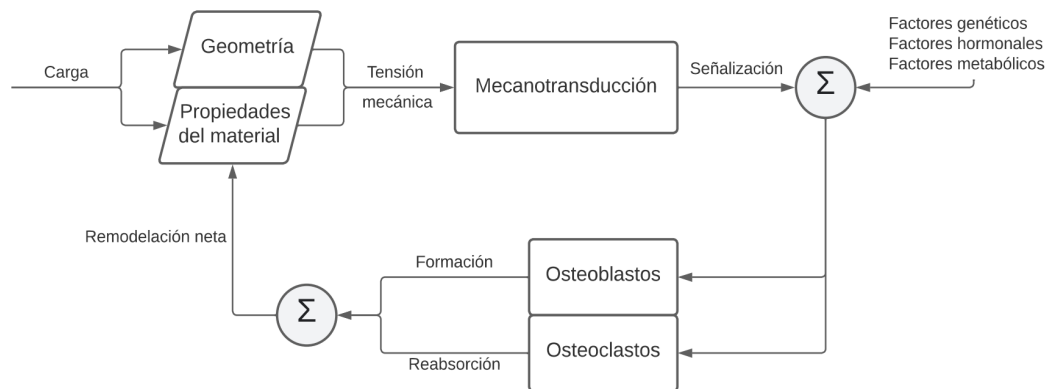 Factores genéticos
Factores hormonales
Factores metabólicos
Carga
Geometría
Propiedades
del material
Tensión
mecánica
Mecanotransducción
Señalización
Σ
Remodelación neta
Formación
Osteoblastos
Σ
Reabsorción
Osteoclastos